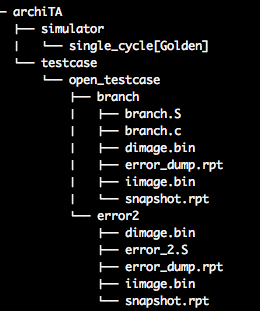 — archiTA
├── simulator
|   └── single_cycle[Golden]
└── testcase
    └── open_testcase
        ├── branch
        |   ├── branch.S
        |   ├── branch.c
        |   ├── dimage.bin
        |   ├── error_dump.rpt
        |   ├── iimage.bin
        |   └── snapshot.rpt
        └── error2
            ├── dimage.bin
            ├── error_2.S
            ├── error_dump.rpt
            ├── iimage.bin
            └── snapshot.rpt